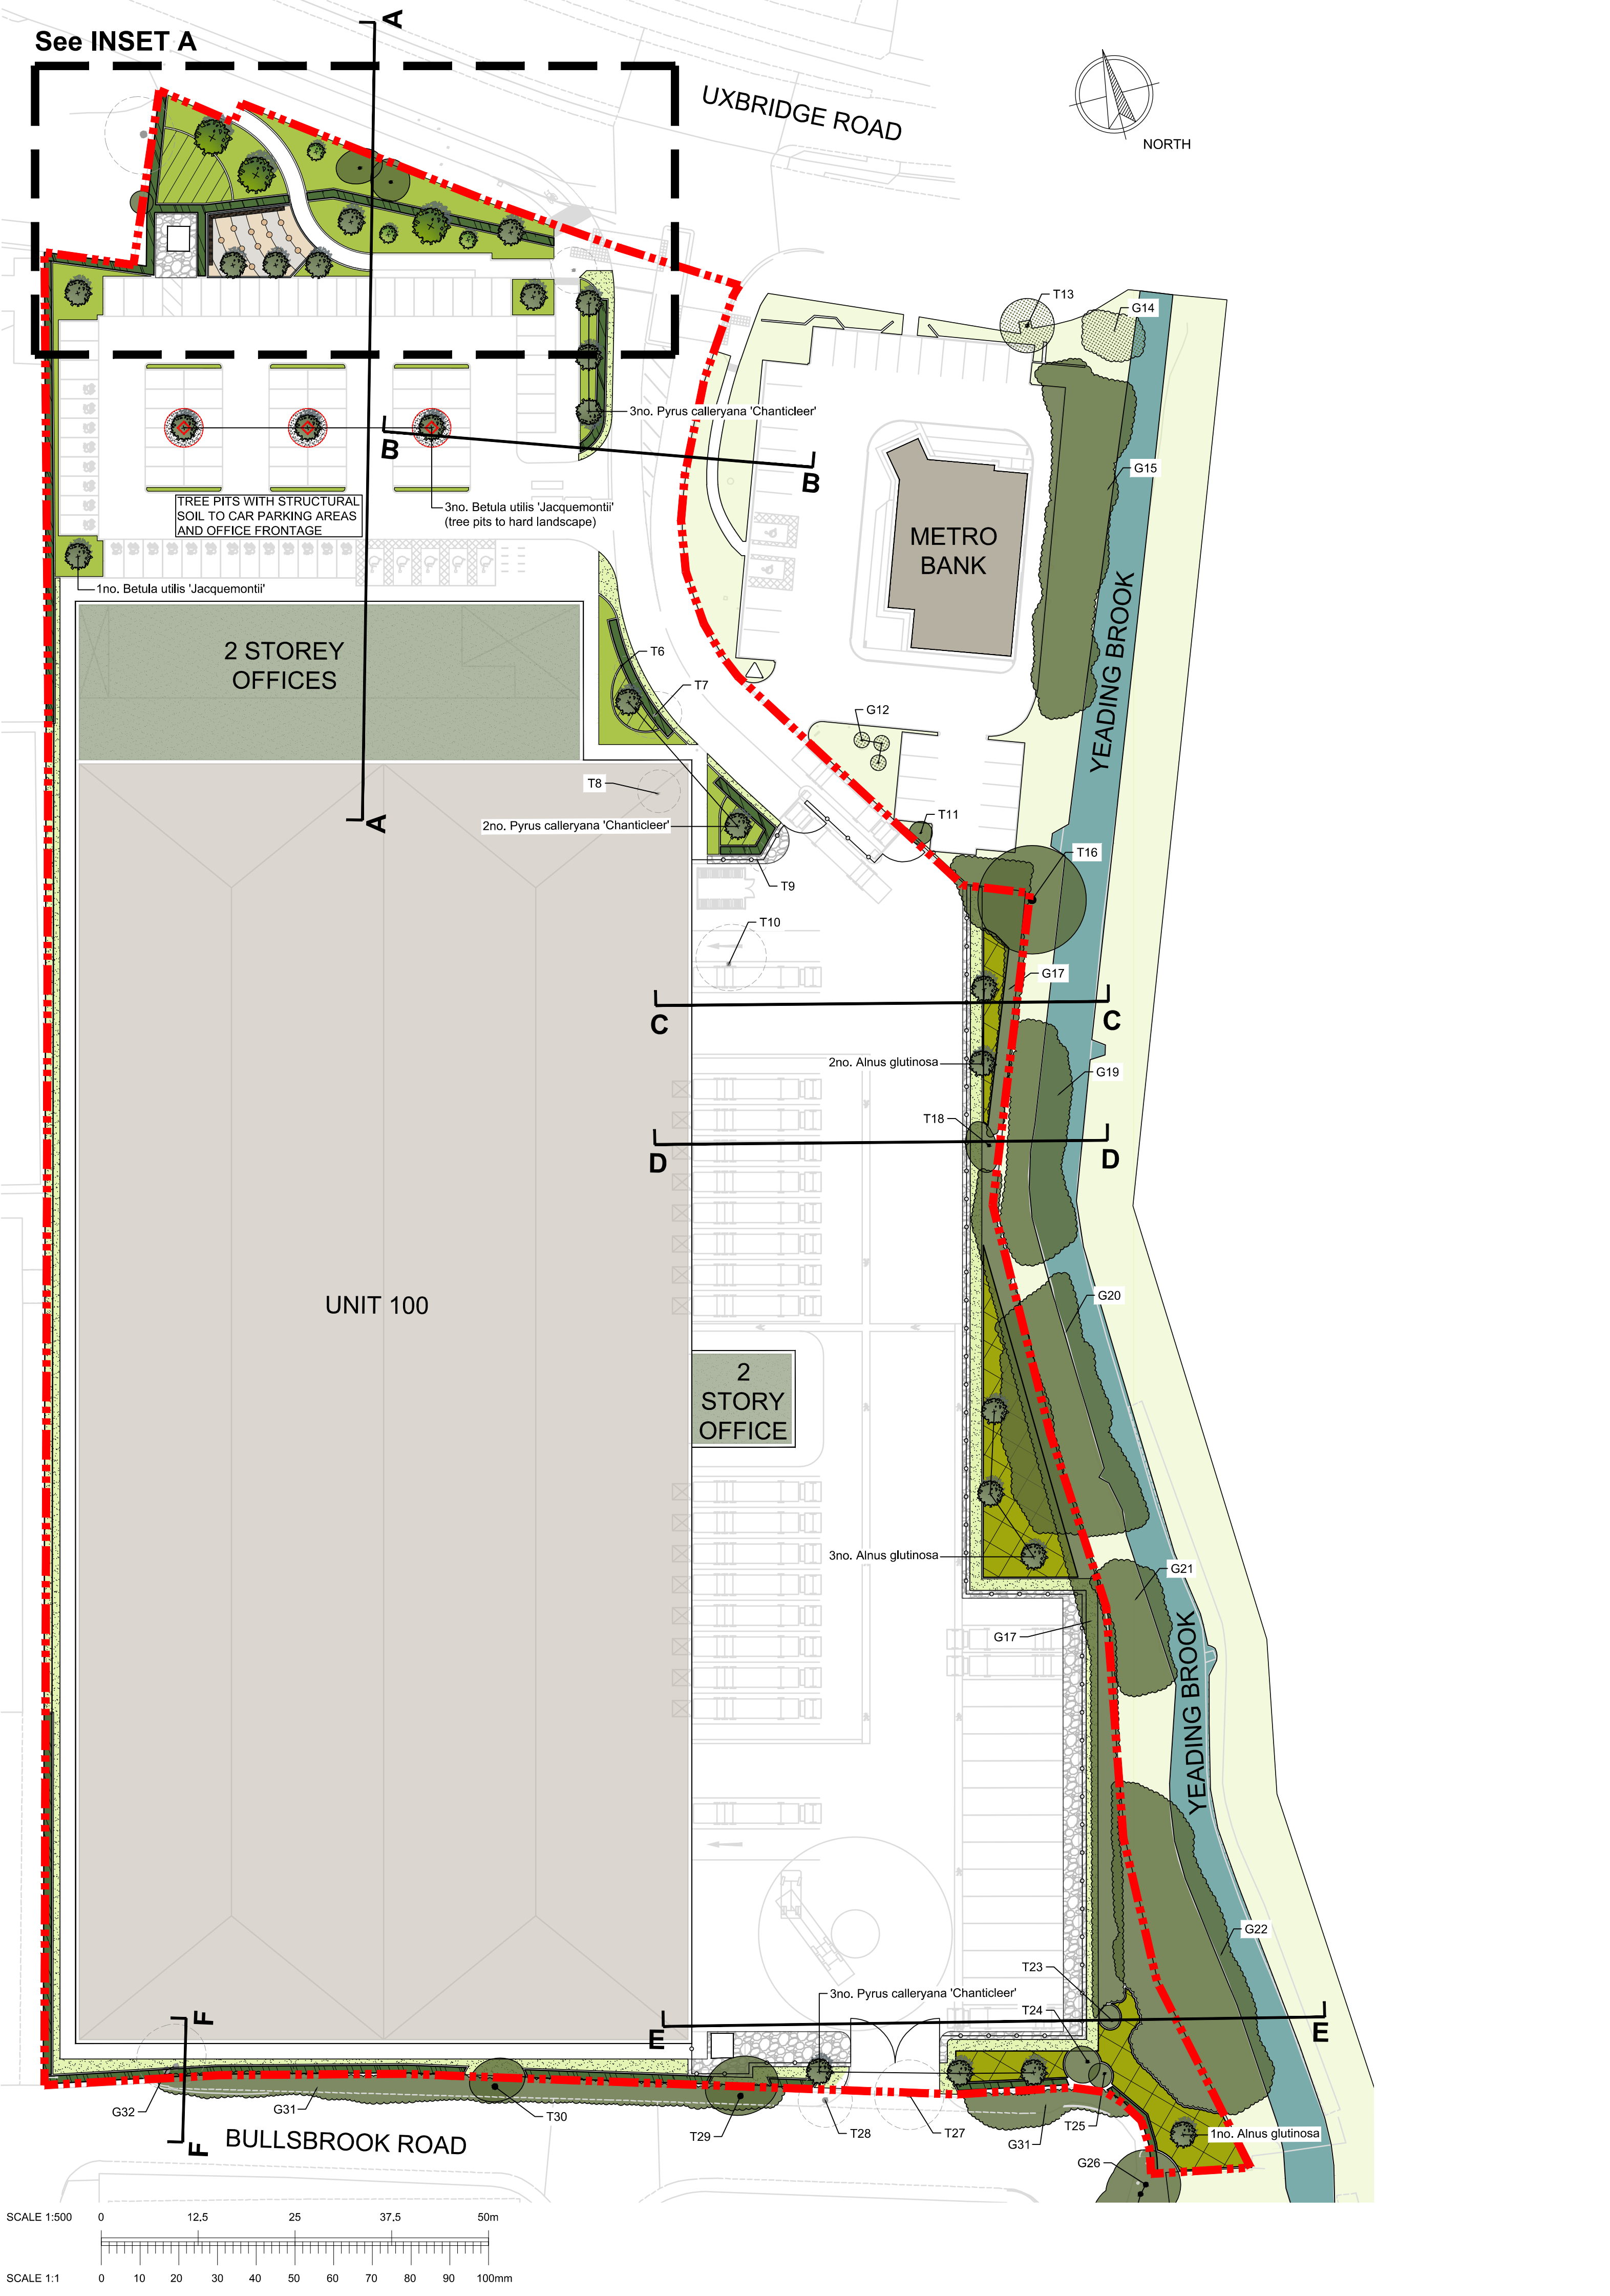 A
See INSET A
UXBRIDGE ROAD
NORTH
T13
G14
3no. Pyrus calleryana 'Chanticleer'
B
B
G15
TREE PITS WITH STRUCTURAL
SOIL TO CAR PARKING AREAS
AND OFFICE FRONTAGE
3no. Betula utilis 'Jacquemontii'
(tree pits to hard landscape)
METRO
BANK
1no. Betula utilis 'Jacquemontii'
YEADING BROOK
2 STOREY
OFFICES
T6
T7
G12
T8
A
2no. Pyrus calleryana 'Chanticleer'
T11
T16
T9
T10
G17
C
C
2no. Alnus glutinosa
G19
T18
D
D
UNIT 100
G20
2
STORY
OFFICE
3no. Alnus glutinosa
G21
G17
YEADING BROOK
G22
T23
3no. Pyrus calleryana 'Chanticleer'
T24
F
E
E
G32
G31
T30
T29
T28
T27
G31
T25
1no. Alnus glutinosa
F
BULLSBROOK ROAD
G26
SCALE 1:500 0 12.5 25 37.5 50m
SCALE 1:1 0 10 20 30 40 50 60 70 80 90 100mm